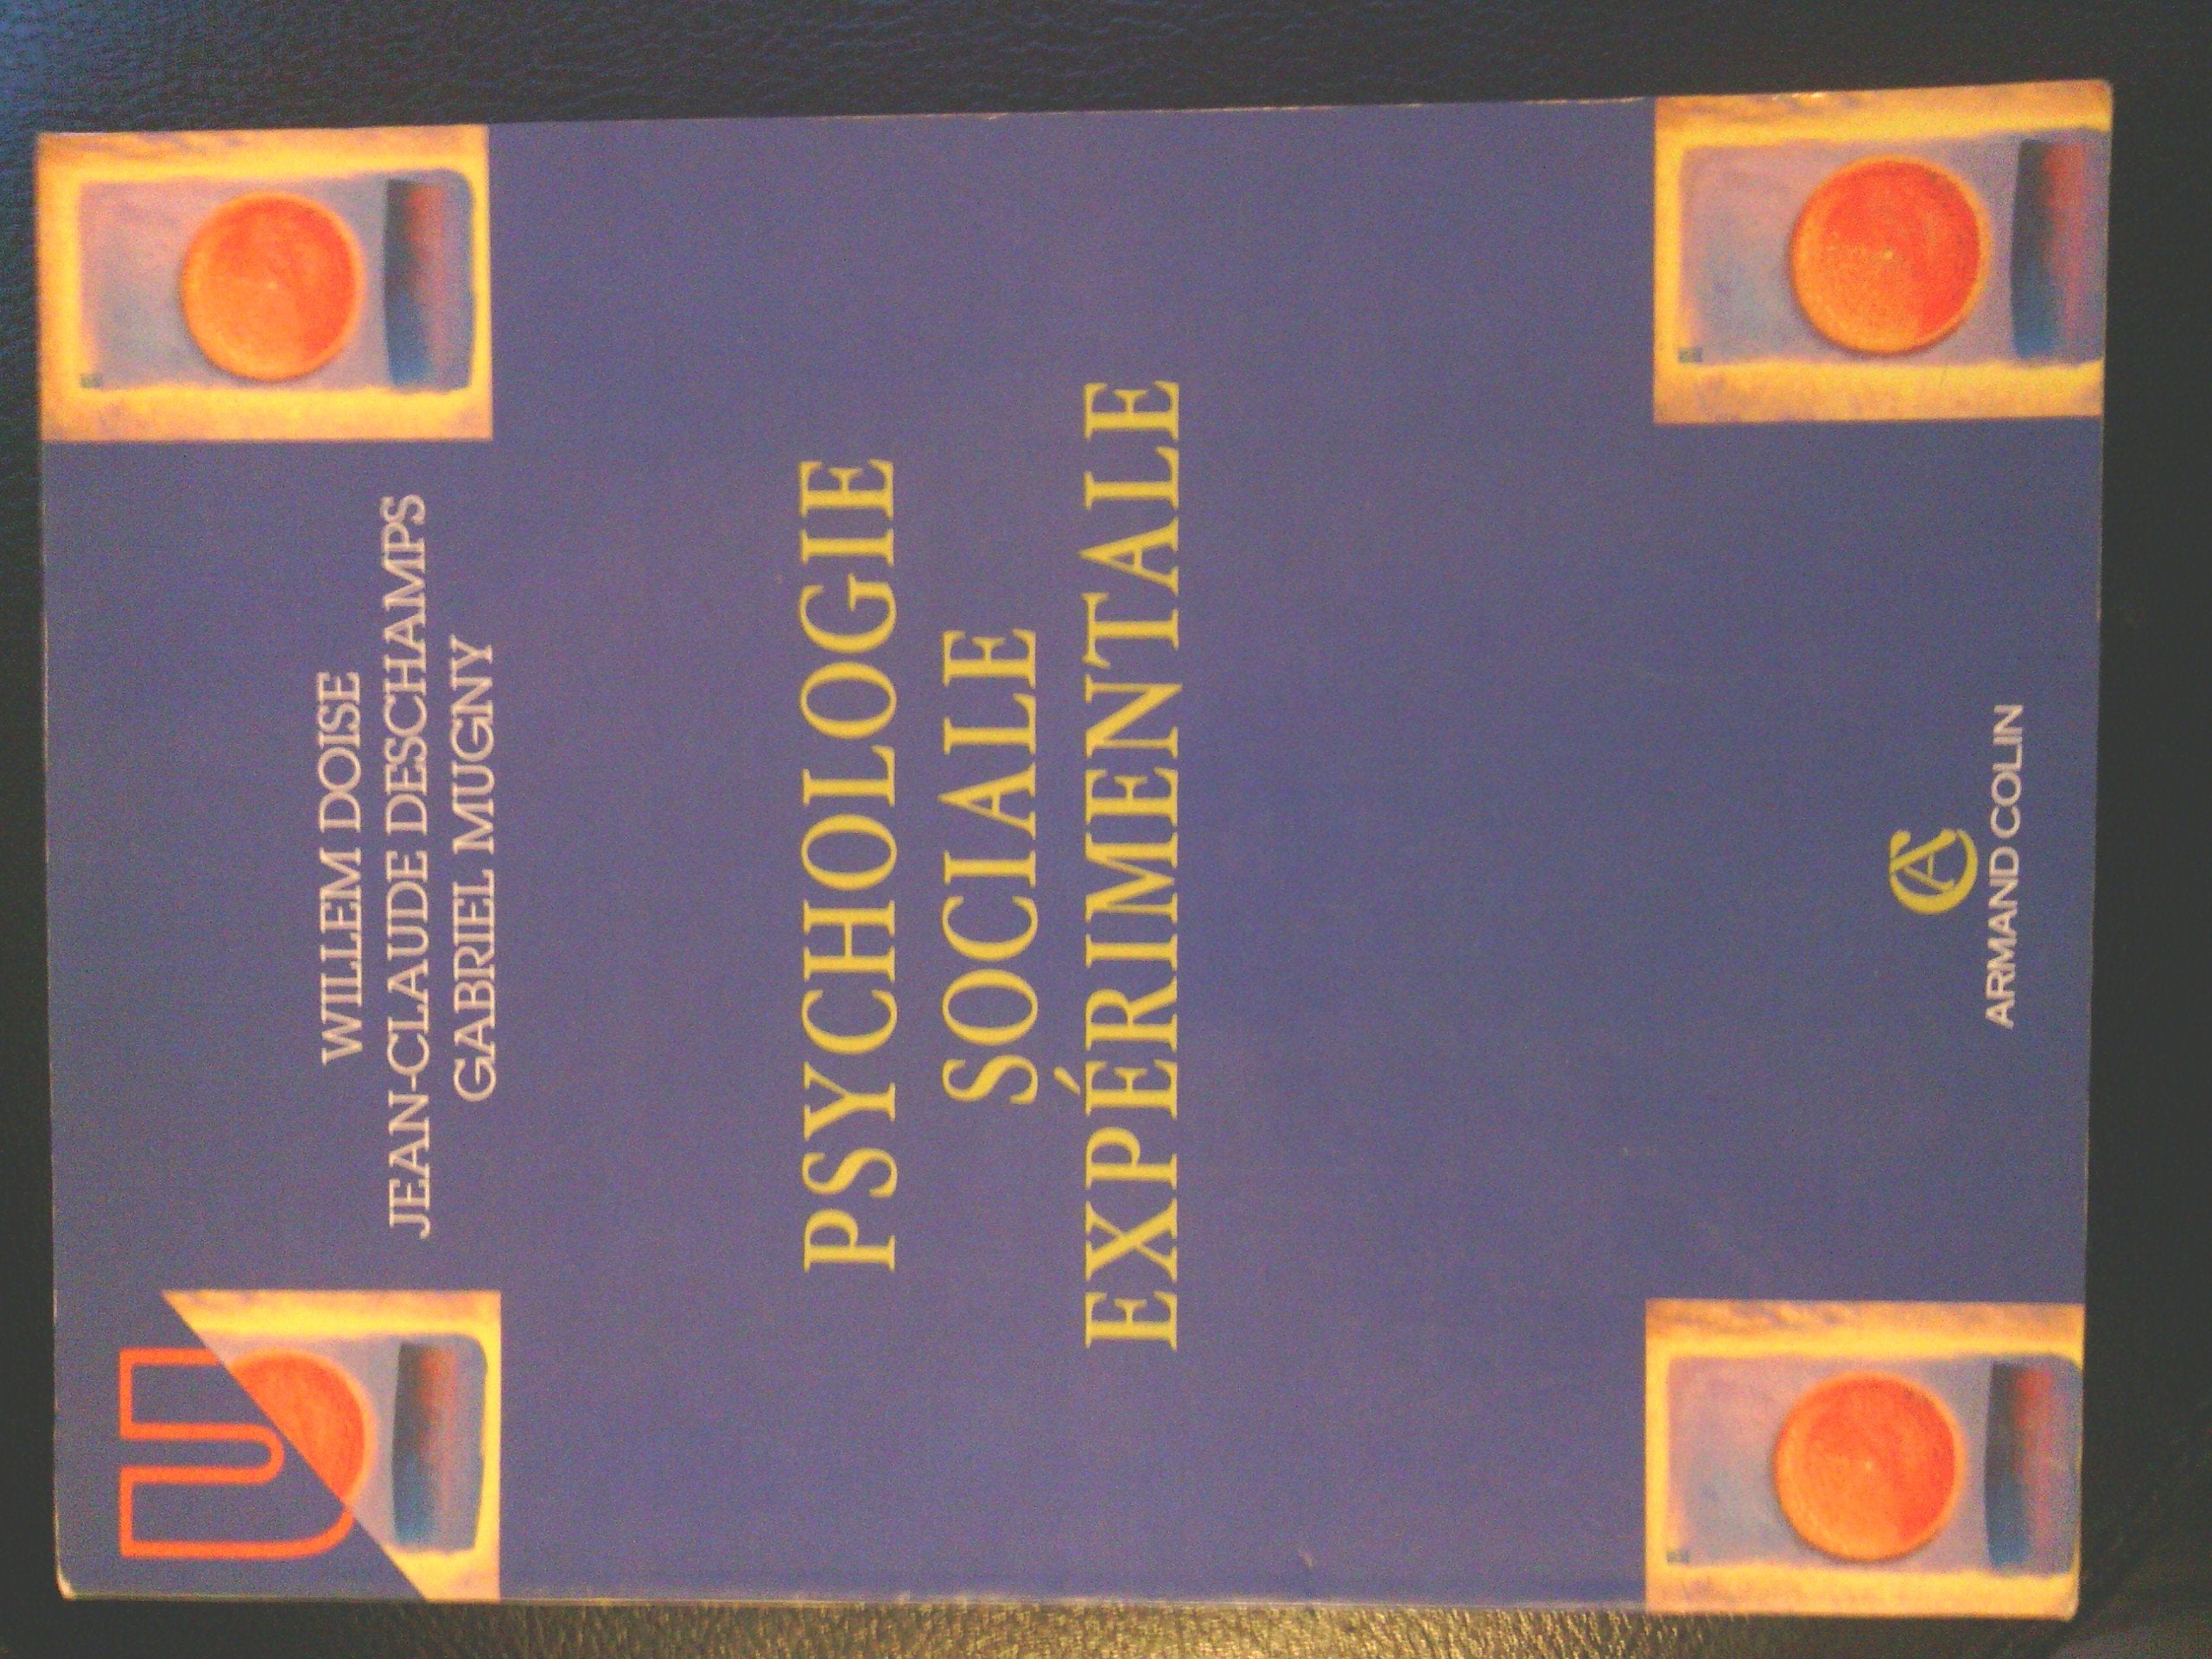 U
WILLEM DOISE
JEAN-CLAUDE DESCHAMPS
GABRIEL MUGNY
PSYCHOLOGIE
SOCIALE
EXPÉRIMENTALE
AC
ARMAND COLIN